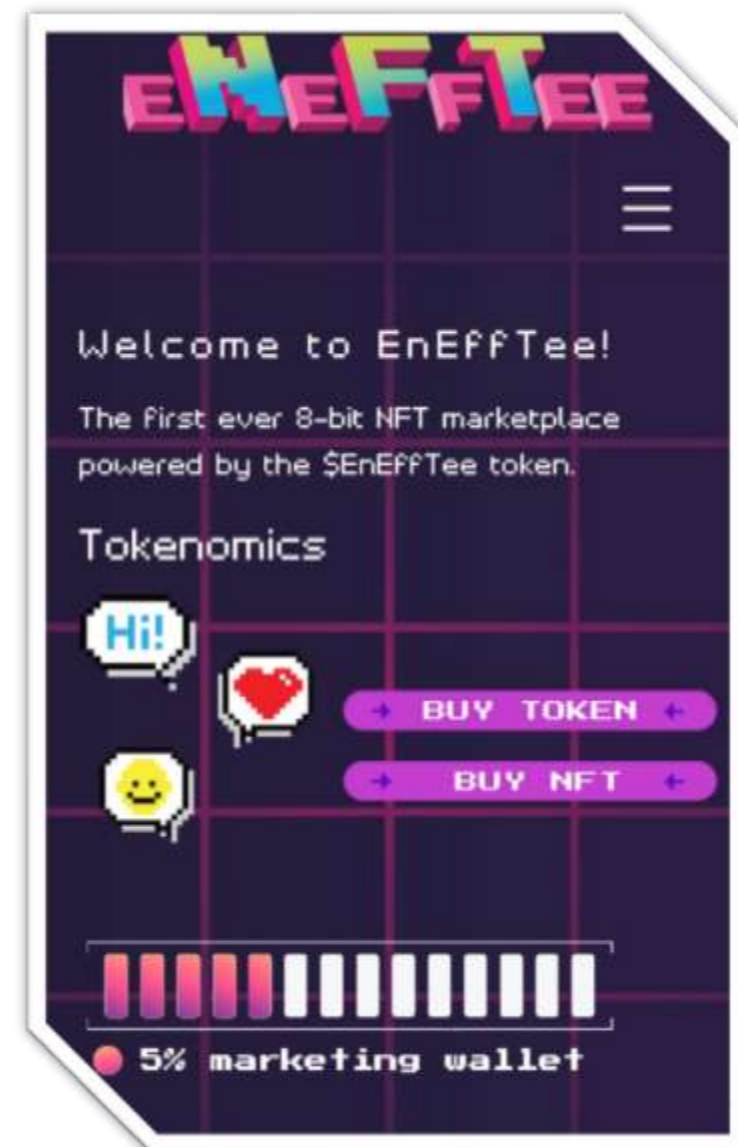 ENEFFTEE
Welcome to EnEffTee!
The first ever 8-bit NFT marketplace
powered by the $EnEffTee token.
Tokenomics
Hi!
BUY TOKEN
BUY NFT
5% marketing wallet